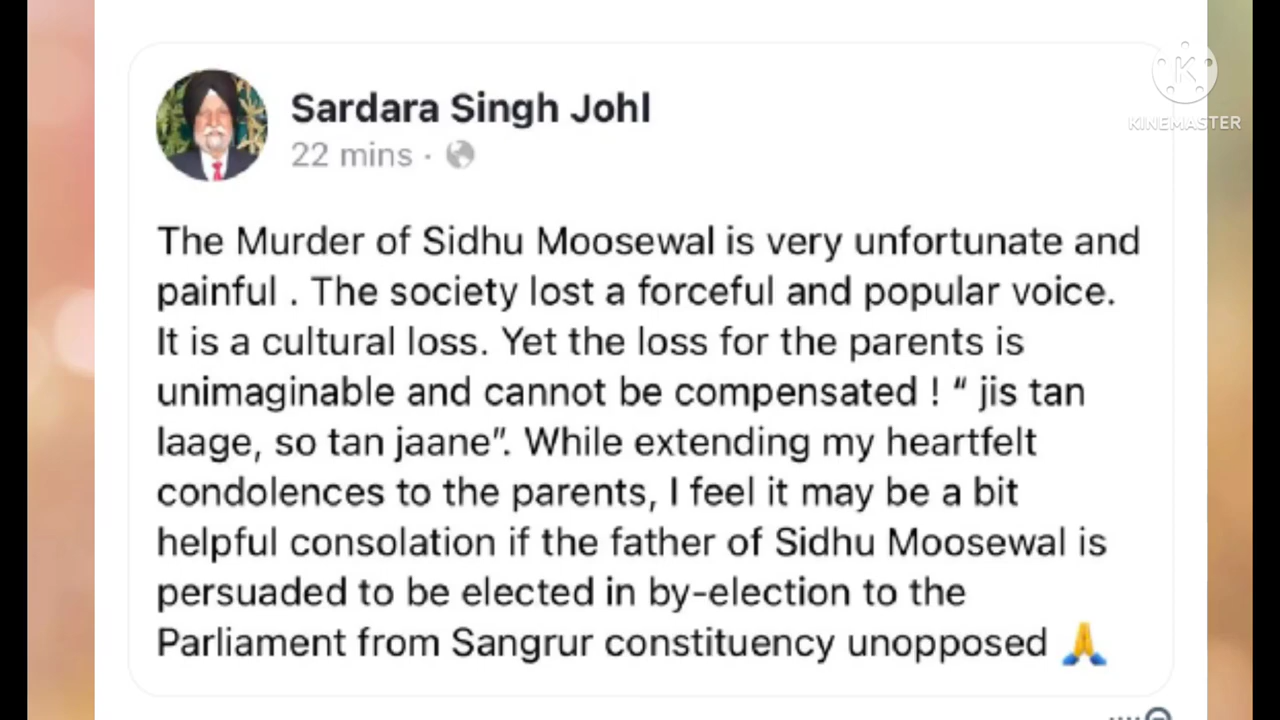 Sardara Singh Johl
22 mins ·
KINEMASTER
The Murder of Sidhu Moosewal is very unfortunate and
painful . The society lost a forceful and popular voice.
It is a cultural loss. Yet the loss for the parents is
unimaginable and cannot be compensated ! “ jis tan
laage, so tan jaane”. While extending my heartfelt
condolences to the parents, I feel it may be a bit
helpful consolation if the father of Sidhu Moosewal is
persuaded to be elected in by-election to the
Parliament from Sangrur constituency unopposed 🙏